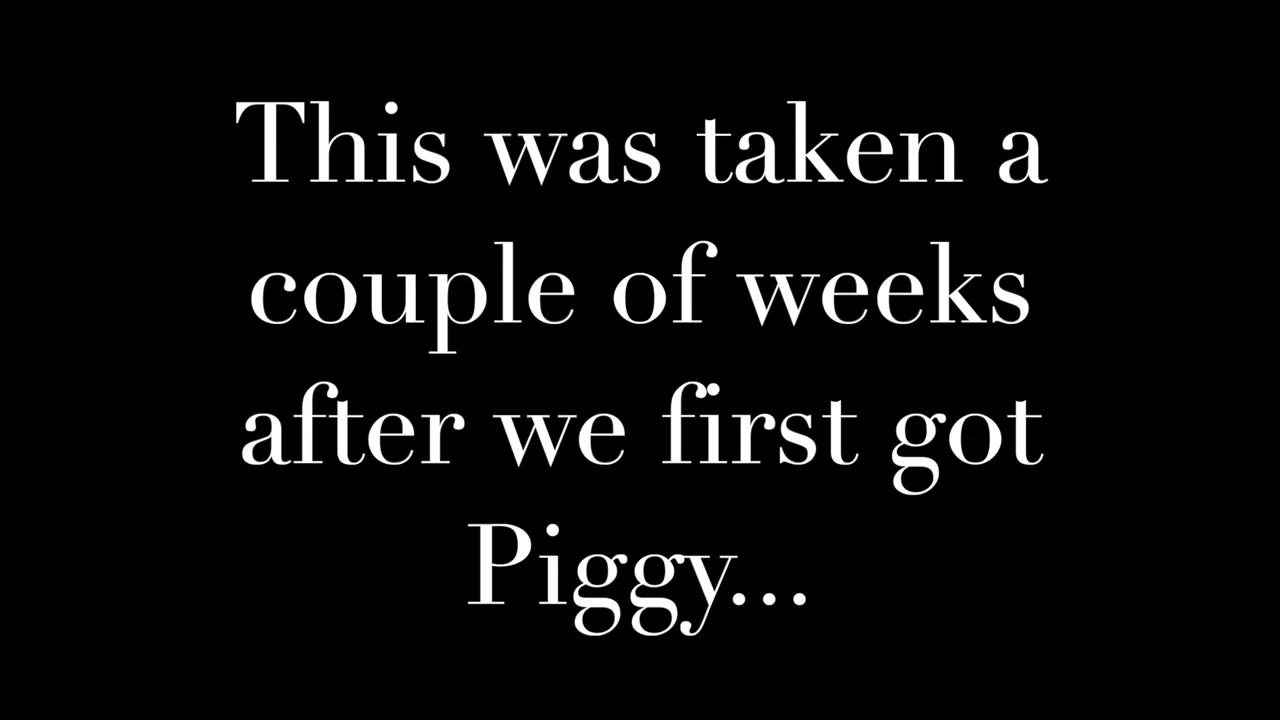 This was taken a
couple of weeks
after we first got
Piggy...